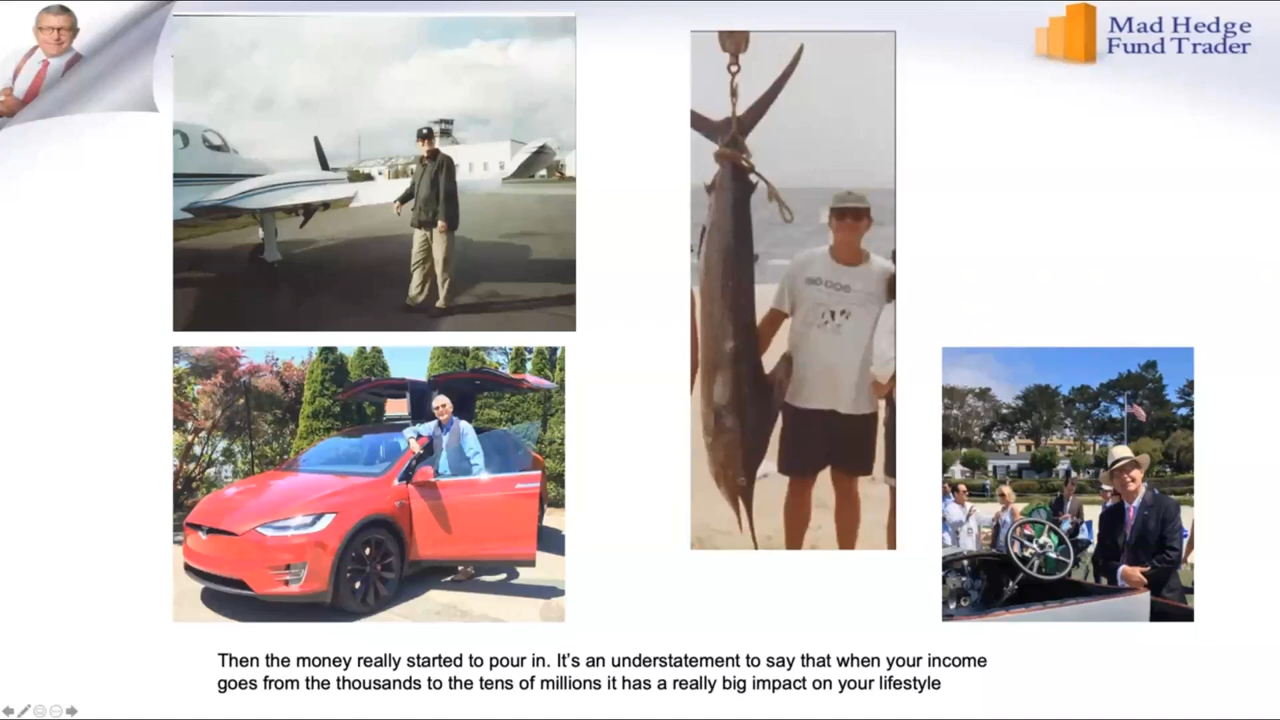 Mad Hedge
Fund Trader
Then the money really started to pour in. It's an understatement to say that when your income
goes from the thousands to the tens of millions it has a really big impact on your lifestyle